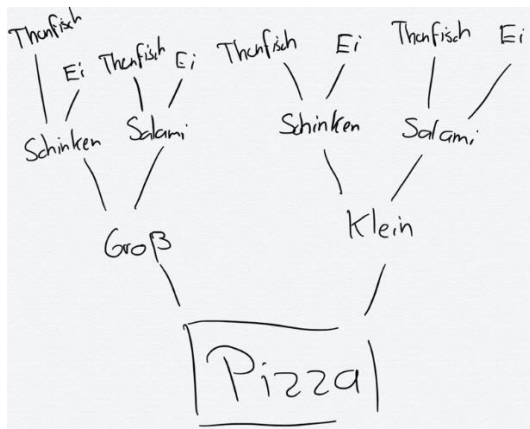 Thunfisch Ei Thunfisch Ei Thunfisch Ei Thunfisch Ei
Schinken Salami Schinken Salami
Groß Klein
Pizza